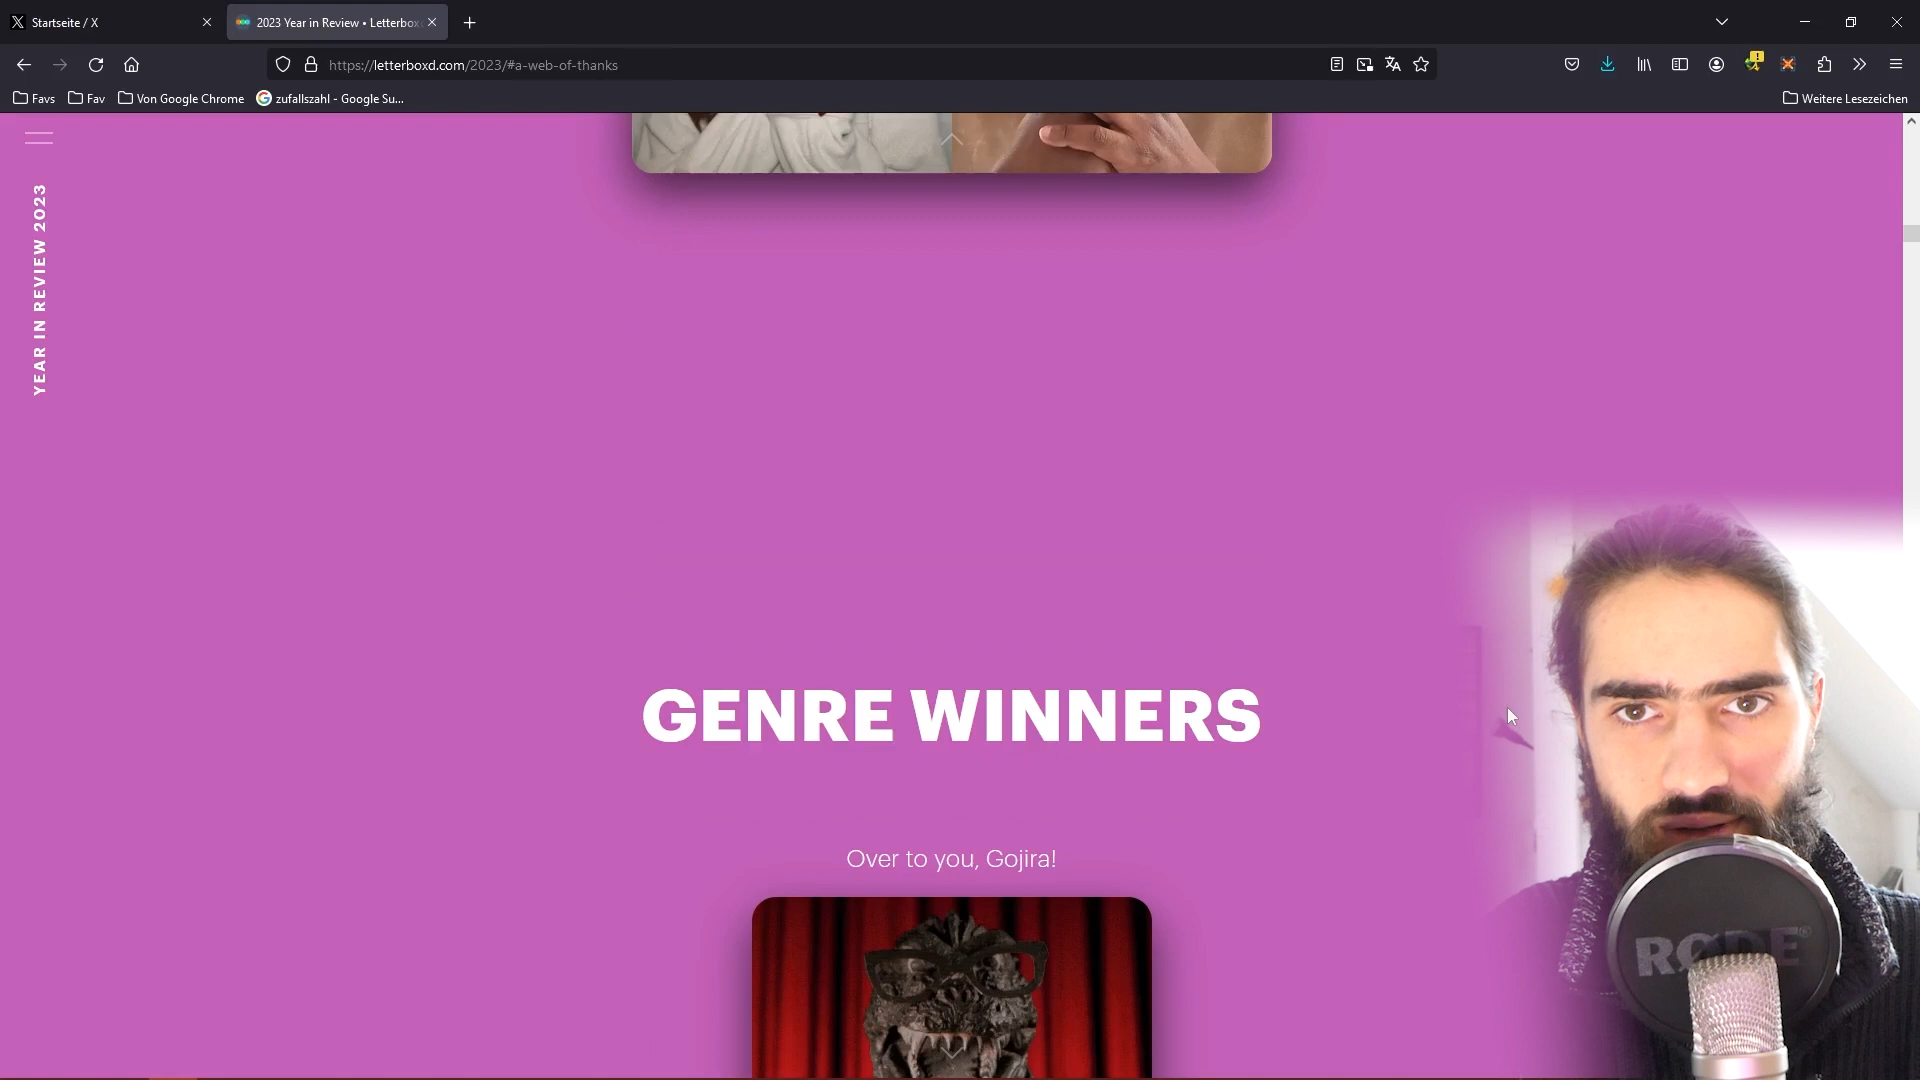 Startseite / X
2023 Year in Review • Letterbox
https://letterboxd.com/2023/#a-web-of-thanks
Favs
Fav
Von Google Chrome
zufallszahl - Google Su...
Weitere Lesezeichen
YEAR IN REVIEW 2023
GENRE WINNERS
Over to you, Gojira!
RØDE®